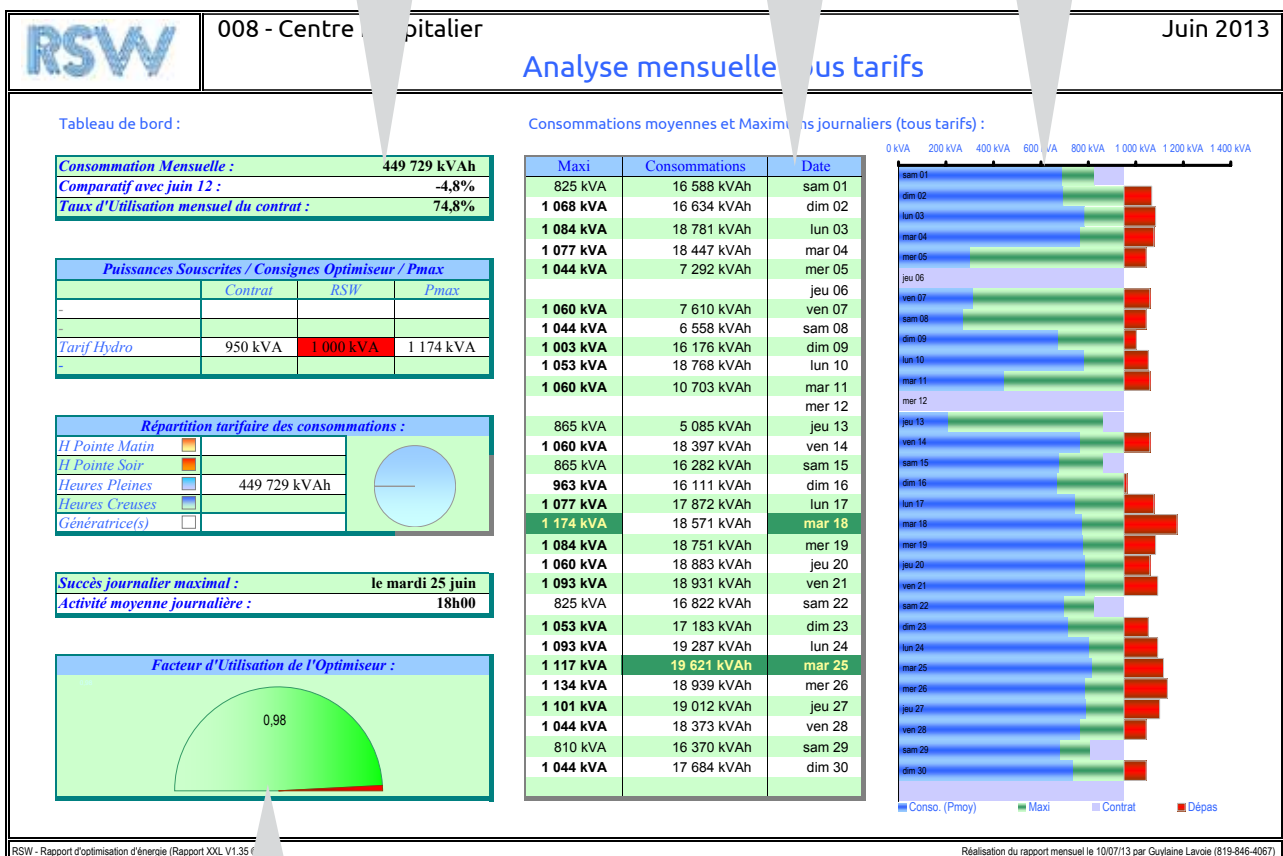 RSW
008 - Centre pitalier
Juin 2013
Analyse mensuelle us tarifs
Tableau de bord :
Consommation Mensuelle : 449 729 kVAh
Comparatif avec juin 12 : -4,8%
Taux d'Utilisation mensuel du contrat : 74,8%
Puissances Souscrites / Consignes Optimiseur / Pmax
Contrat RSW Pmax
-
-
Tarif Hydro 950 kVA 1 000 kVA 1 174 kVA
-
Répartition tarifaire des consommations :
H Pointe Matin
H Pointe Soir
Heures Pleines 449 729 kVAh
Heures Creuses
Génératrice(s)
Succès journalier maximal : le mardi 25 juin
Activité moyenne journalière : 18h00
Facteur d'Utilisation de l'Optimiseur :
0,98
Consommations moyennes et Maximums journaliers (tous tarifs) :
Maxi Consommations Date
825 kVA 16 588 kVAh sam 01
1 068 kVA 16 634 kVAh dim 02
1 084 kVA 18 781 kVAh lun 03
1 077 kVA 18 447 kVAh mar 04
1 044 kVA 7 292 kVAh mer 05
jeu 06
1 060 kVA 7 610 kVAh ven 07
1 044 kVA 6 558 kVAh sam 08
1 003 kVA 16 176 kVAh dim 09
1 053 kVA 18 768 kVAh lun 10
1 060 kVA 10 703 kVAh mar 11
mer 12
865 kVA 5 085 kVAh jeu 13
1 060 kVA 18 397 kVAh ven 14
865 kVA 16 282 kVAh sam 15
963 kVA 16 111 kVAh dim 16
1 077 kVA 17 872 kVAh lun 17
1 174 kVA 18 571 kVAh mar 18
1 084 kVA 18 751 kVAh mer 19
1 060 kVA 18 883 kVAh jeu 20
1 093 kVA 18 931 kVAh ven 21
825 kVA 16 822 kVAh sam 22
1 053 kVA 17 183 kVAh dim 23
1 093 kVA 19 287 kVAh lun 24
1 117 kVA 19 621 kVAh mar 25
1 134 kVA 18 939 kVAh mer 26
1 101 kVA 19 012 kVAh jeu 27
1 044 kVA 18 373 kVAh ven 28
810 kVA 16 370 kVAh sam 29
1 044 kVA 17 684 kVAh dim 30
0 kVA 200 kVA 400 kVA 600 kVA 800 kVA 1 000 kVA 1 200 kVA 1 400 kVA
sam 01
dim 02
lun 03
mar 04
mer 05
jeu 06
ven 07
sam 08
dim 09
lun 10
mar 11
mer 12
jeu 13
ven 14
sam 15
dim 16
lun 17
mar 18
mer 19
jeu 20
ven 21
sam 22
dim 23
lun 24
mar 25
mer 26
jeu 27
ven 28
sam 29
dim 30
Conso. (Pmoy) Maxi Contrat Dépas
RSW - Rapport d'optimisation d'énergie (Rapport XXL V1.35
Réalisation du rapport mensuel le 10/07/13 par Guylaine Lavoie (819-846-4067)